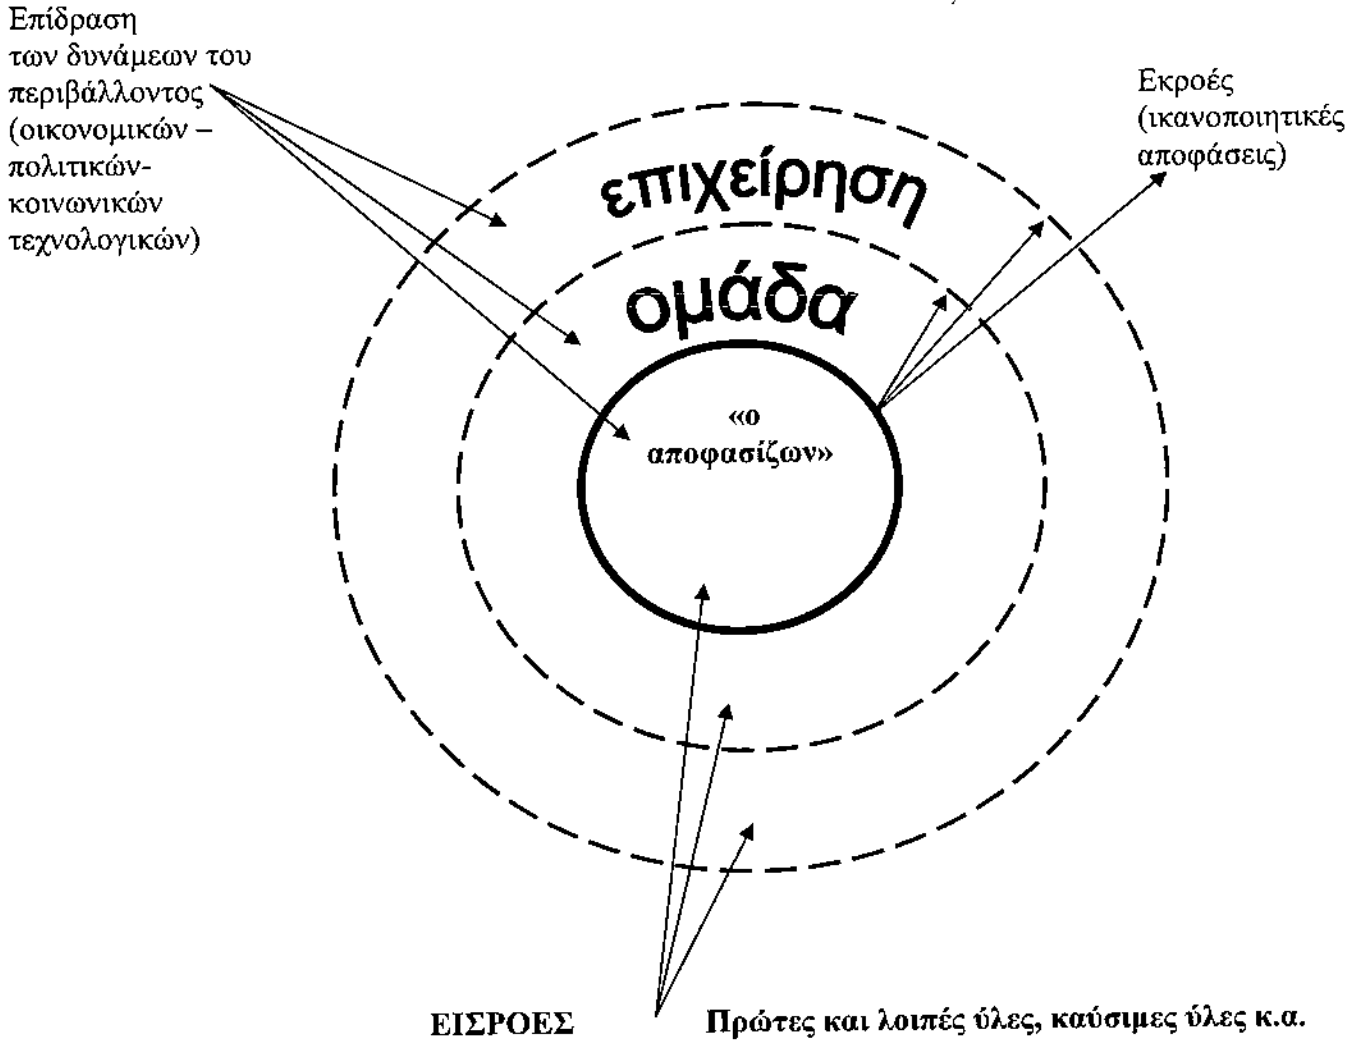 Επίδραση
των δυνάμεων του
περιβάλλοντος
(οικονομικών –
πολιτικών-
κοινωνικών
τεχνολογικών)
Εκροές
(ικανοποιητικές
αποφάσεις)
επιχείρηση
ομάδα
«ο
αποφασίζων»
ΕΙΣΡΟΕΣ
Πρώτες και λοιπές ύλες, καύσιμες ύλες κ.α.